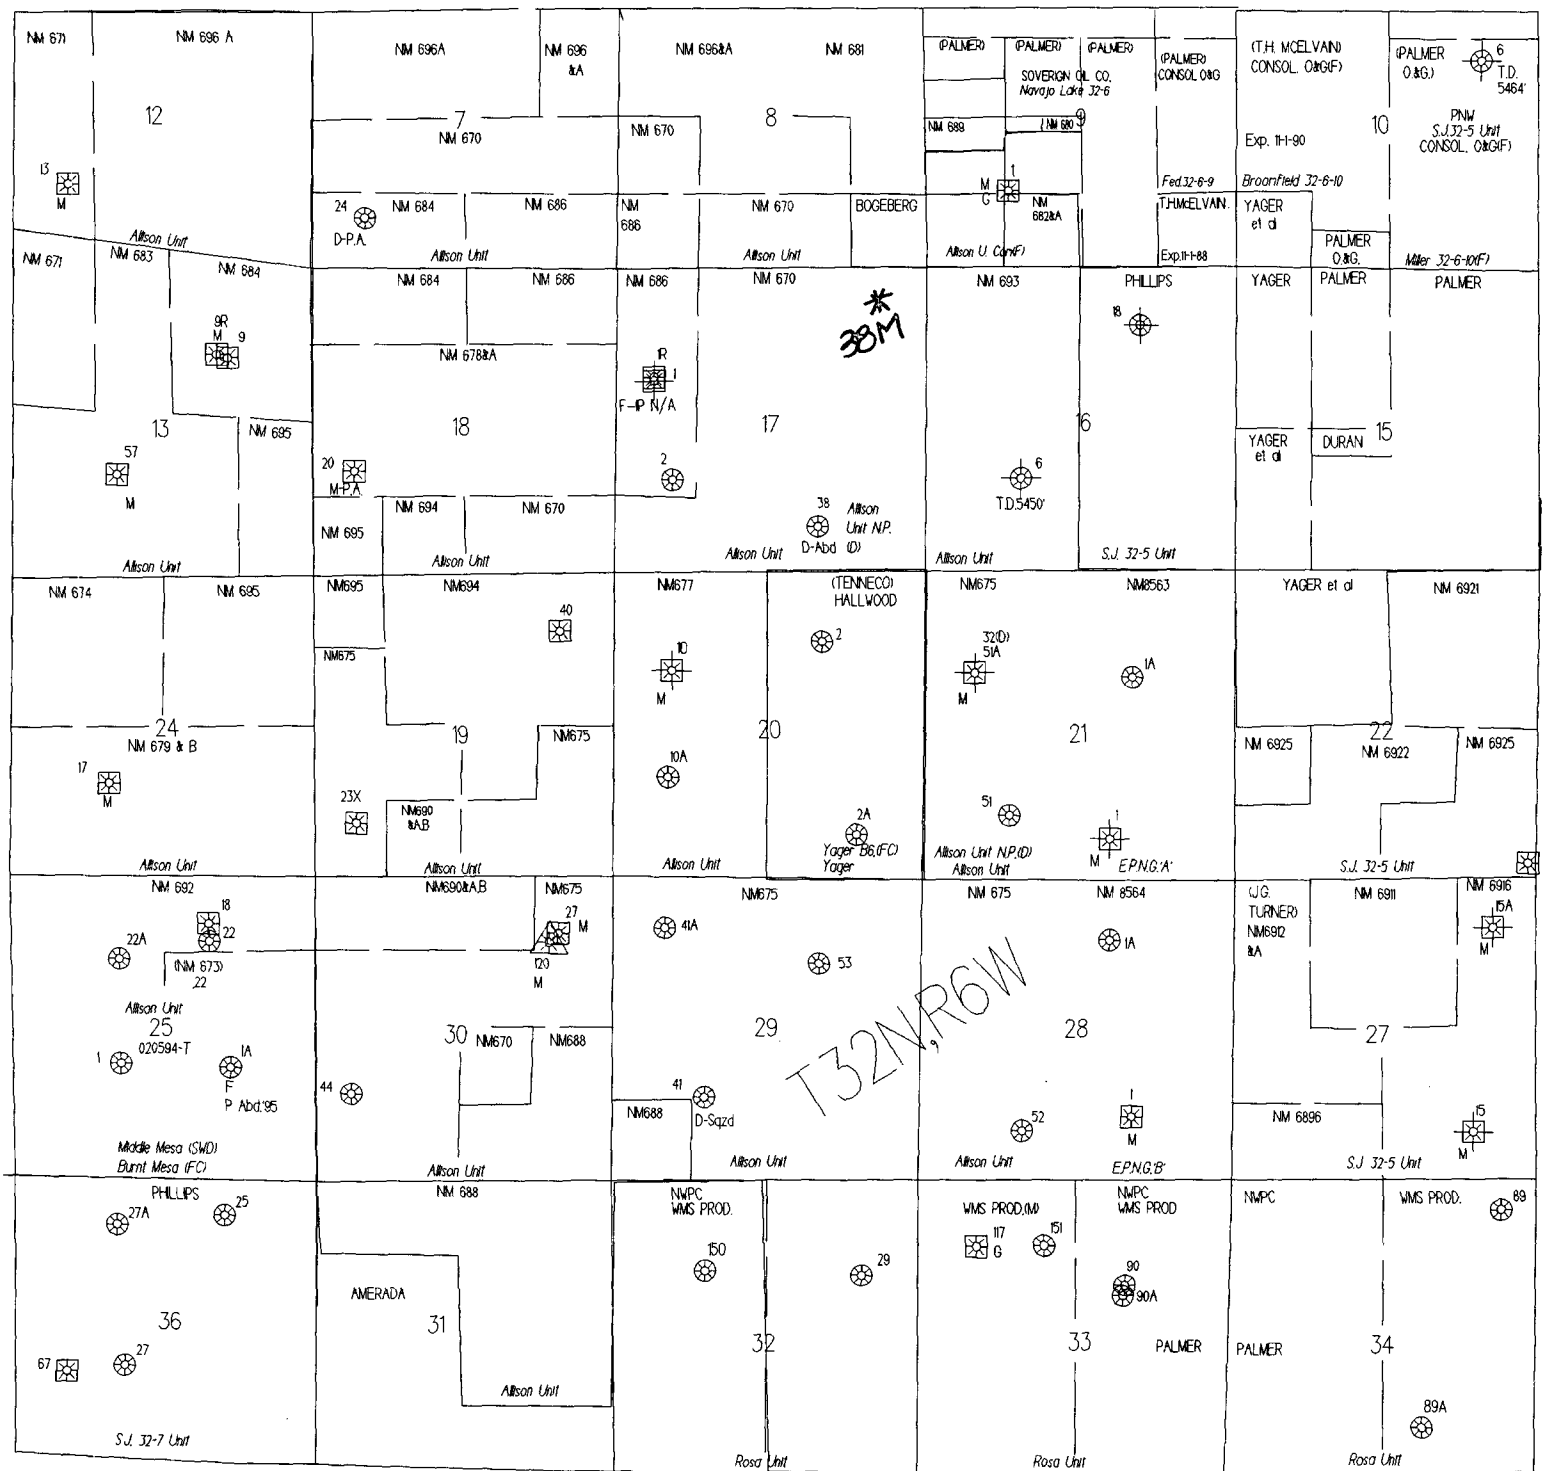 NM 671
NM 696 A
12
13
M
Allison Unit
NM 696A
NM 696
&A
7
NM 670
24
D-P.A.
NM 684
NM 686
Allison Unit
NM 696&A
NM 681
8
NM 670
NM
686
NM 670
BOGEBERG
Allison Unit
(PALMER)
(PALMER)
(PALMER)
SOVERIGN OIL CO.
Navajo Lake 32-6
(PALMER)
CONSOL O&G
NM 689
NM 680
9
1
M
G
NM
682&A
Fed.32-6-9
T.H.McELVAIN.
Allison U. Com(F)
Exp.11-1-88
(T.H. MCELVAIN)
CONSOL. O&G(F)
(PALMER
O.&G.)
6
T.D.
5464'
10
PNW
S.J.32-5 Unit
CONSOL. O&G(F)
Exp. 11-1-90
Broomfield 32-6-10
YAGER
et al
PALMER
O.&G.
Miller 32-6-10(F)
NM 671
NM 683
NM 684
9R
M
9
13
NM 695
57
M
Allison Unit
NM 684
NM 686
NM 678&A
18
20
M-P.A.
NM 694
NM 670
NM 695
Allison Unit
NM 686
NM 670
38M
1R
1
F-IP N/A
17
2
38
Allison
Unit N.P.
D-Abd (D)
Allison Unit
NM 693
PHILLIPS
18
16
6
T.D.5450'
Allison Unit
S.J. 32-5 Unit
YAGER
PALMER
PALMER
YAGER
et al
DURAN
15
NM 674
NM 695
24
NM 679 & B
17
M
Allison Unit
NM695
NM694
40
NM675
19
NM675
23X
NM690
&A,B
Allison Unit
NM677
(TENNECO)
HALLWOOD
2
10
M
20
10A
2A
Yager B6,(FC)
Yager
Allison Unit
NM675
NM8563
32(D)
51A
M
1A
21
51
1
M
Allison Unit N.P.(D)
Allison Unit
E.P.N.G.'A'
YAGER et al
NM 6921
22
NM 6925
NM 6922
NM 6925
S.J. 32-5 Unit
NM 692
18
22A
22
(NM 673)
22
Allison Unit
25
020594-T
1
1A
F
P Abd.'95
Middle Mesa (SWD)
Burnt Mesa (FC)
NM690&A,B
NM675
27
M
120
M
30
NM670
NM688
44
Allison Unit
NM675
41A
53
29
41
NM688
D-Sqzd
Allison Unit
T32N,R6W
NM 675
NM 8564
1A
28
52
1
M
Allison Unit
E.P.N.G.'B'
(J.G.
TURNER)
NM6912
&A
NM 6911
NM 6916
15A
M
27
NM 6896
15
M
S.J. 32-5 Unit
PHILLIPS
27A
25
36
67
27
S.J. 32-7 Unit
NM 688
AMERADA
31
Allison Unit
NWPC
WMS PROD.
150
29
32
Rosa Unit
WMS PROD.(M)
NWPC
WMS PROD
117
G
151
90
90A
33
PALMER
Rosa Unit
NWPC
WMS PROD.
89
PALMER
34
89A
Rosa Unit